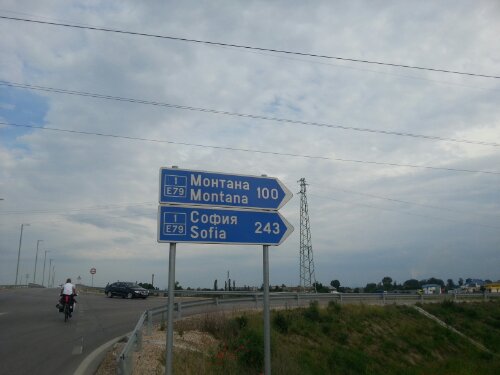 1
E79
Монтана 100
Montana
1
E79
София 243
Sofia